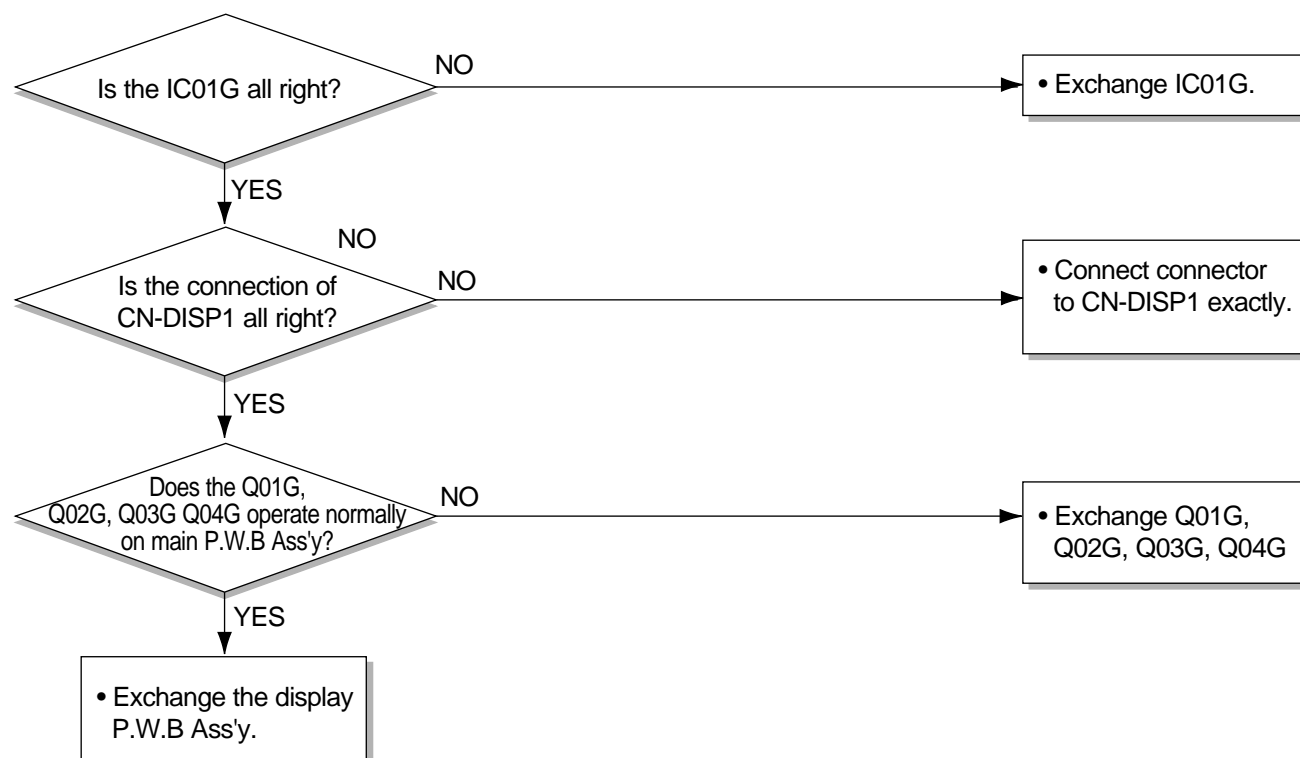 Is the IC01G all right?
NO
• Exchange IC01G.
YES
NO
Is the connection of
CN-DISP1 all right?
NO
• Connect connector
to CN-DISP1 exactly.
YES
Does the Q01G,
Q02G, Q03G Q04G operate normally
on main P.W.B Ass'y?
NO
• Exchange Q01G,
Q02G, Q03G, Q04G
YES
• Exchange the display
P.W.B Ass'y.